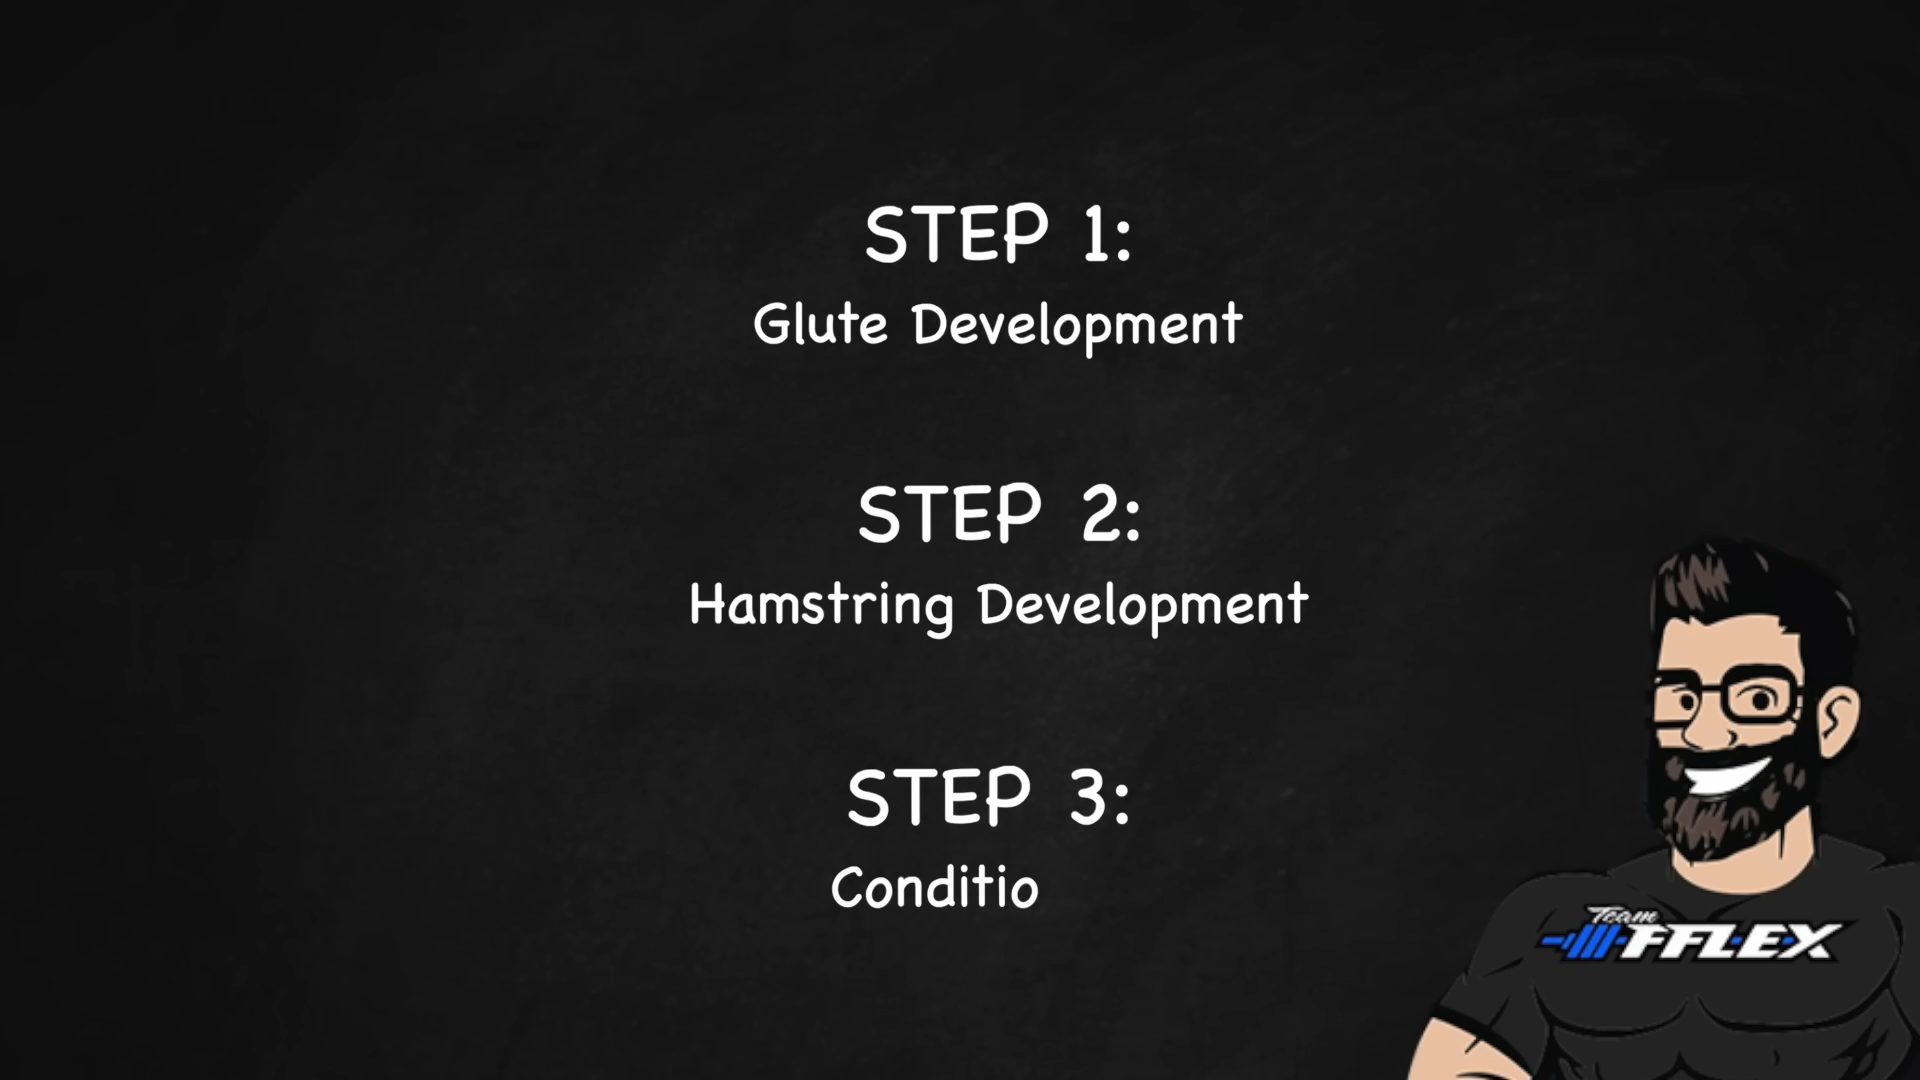 STEP 1:
Glute Development
STEP 2:
Hamstring Development
STEP 3:
Conditio
Team
FFLEX